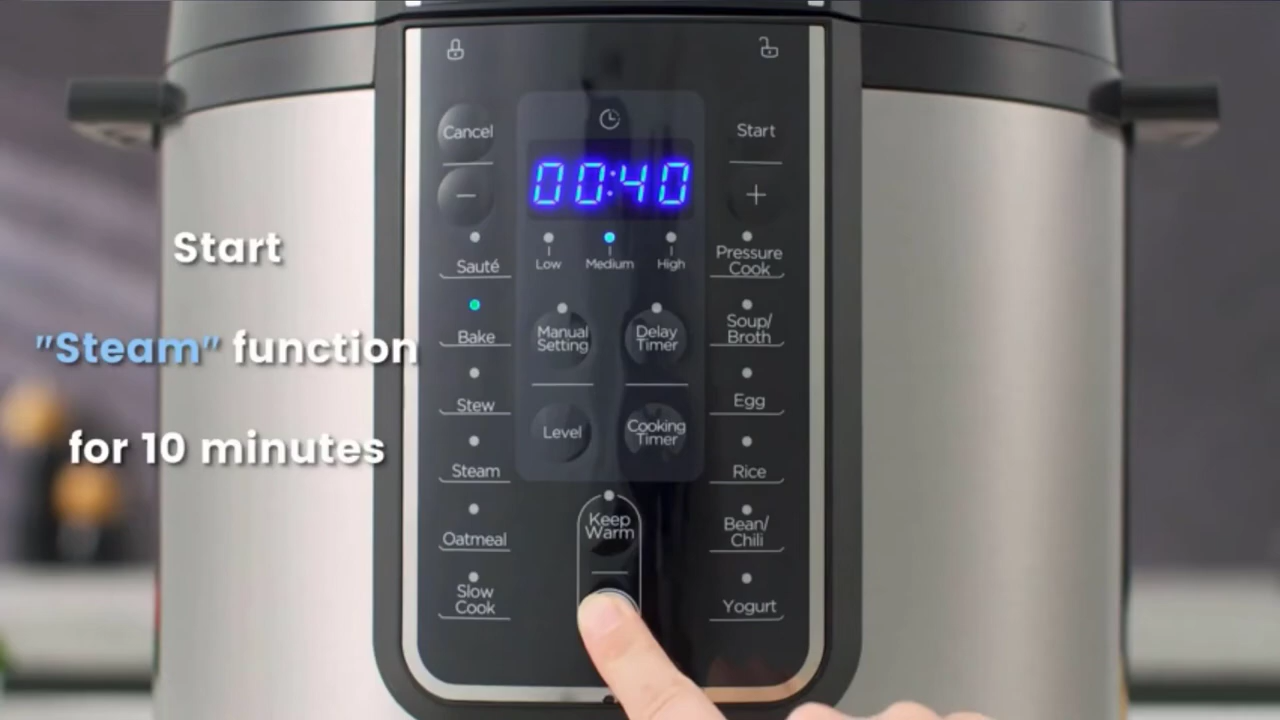 Start
"Steam" function
for 10 minutes
Cancel
Start
00:40
Low
Medium
High
Sauté
Bake
Stew
Steam
Oatmeal
Slow
Cook
Manual
Setting
Delay
Timer
Level
Cooking
Timer
Keep
Warm
Pressure
Cook
Soup/
Broth
Egg
Rice
Bean/
Chili
Yogurt